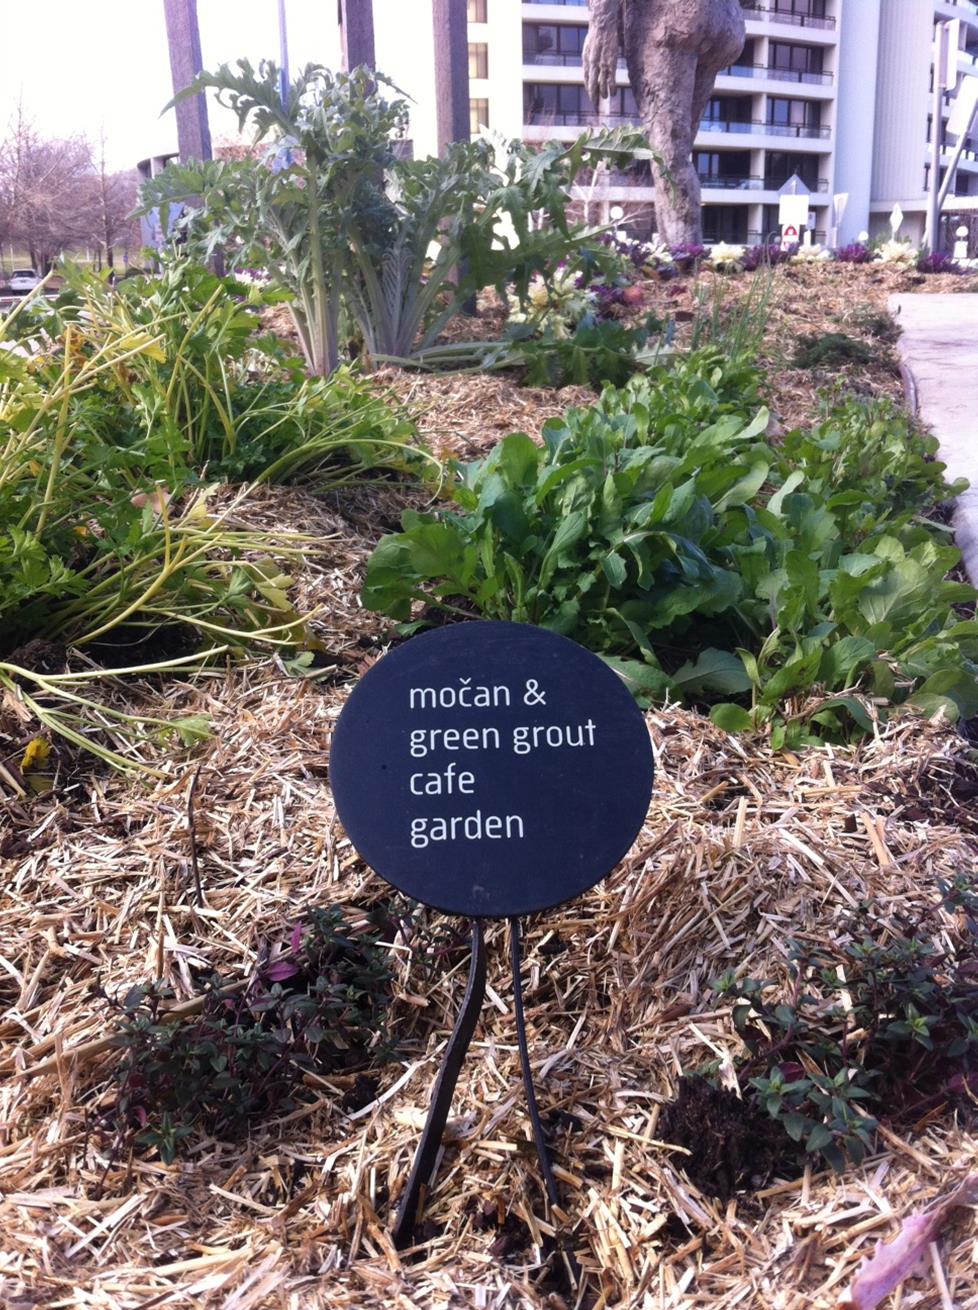 močan &
green grout
cafe
garden